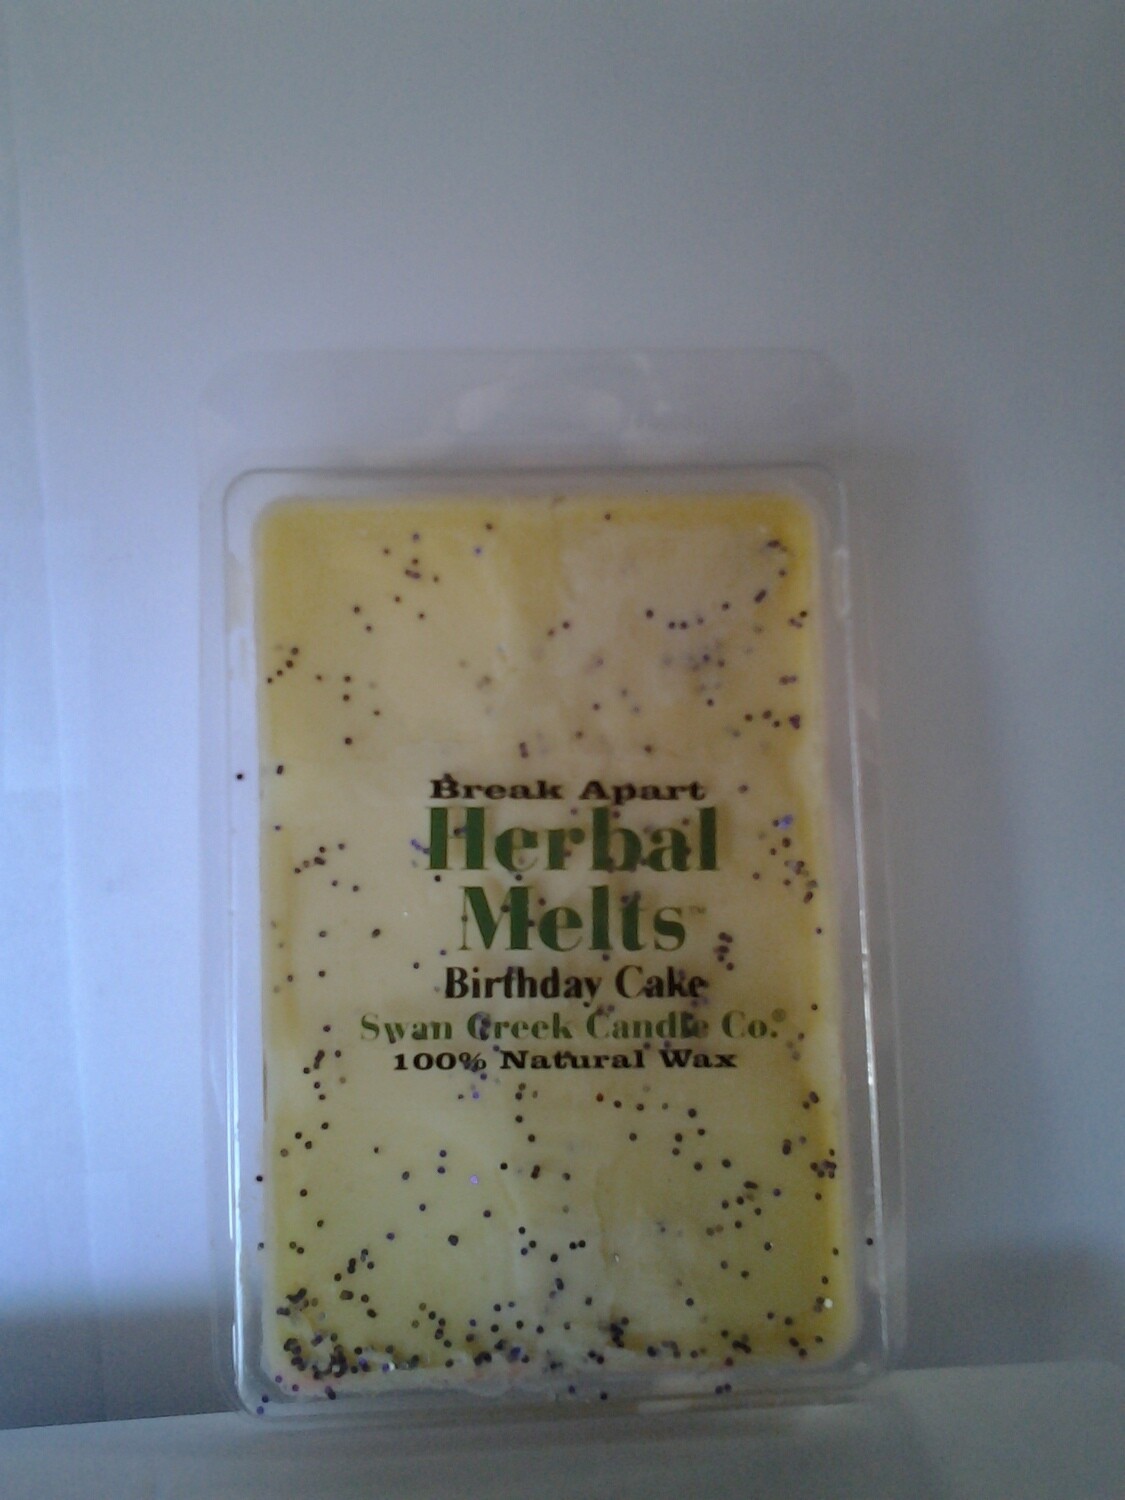 Break Apart
Herbal
Melts™
Birthday Cake
Swan Creek Candle Co.®
100% Natural Wax